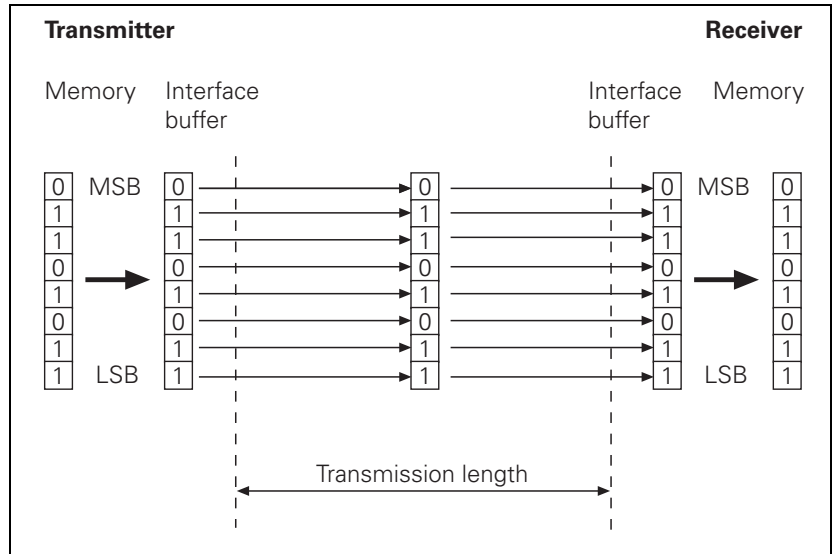 Transmitter Receiver
Memory Interface buffer Interface buffer Memory
0 MSB 0 0 0 MSB 0
1 1 1 1 1
1 1 1 1 1
0 0 0 0 0
1 1 1 1 1
0 0 0 0 0
1 1 1 1 1
1 LSB 1 1 1 LSB 1
Transmission length